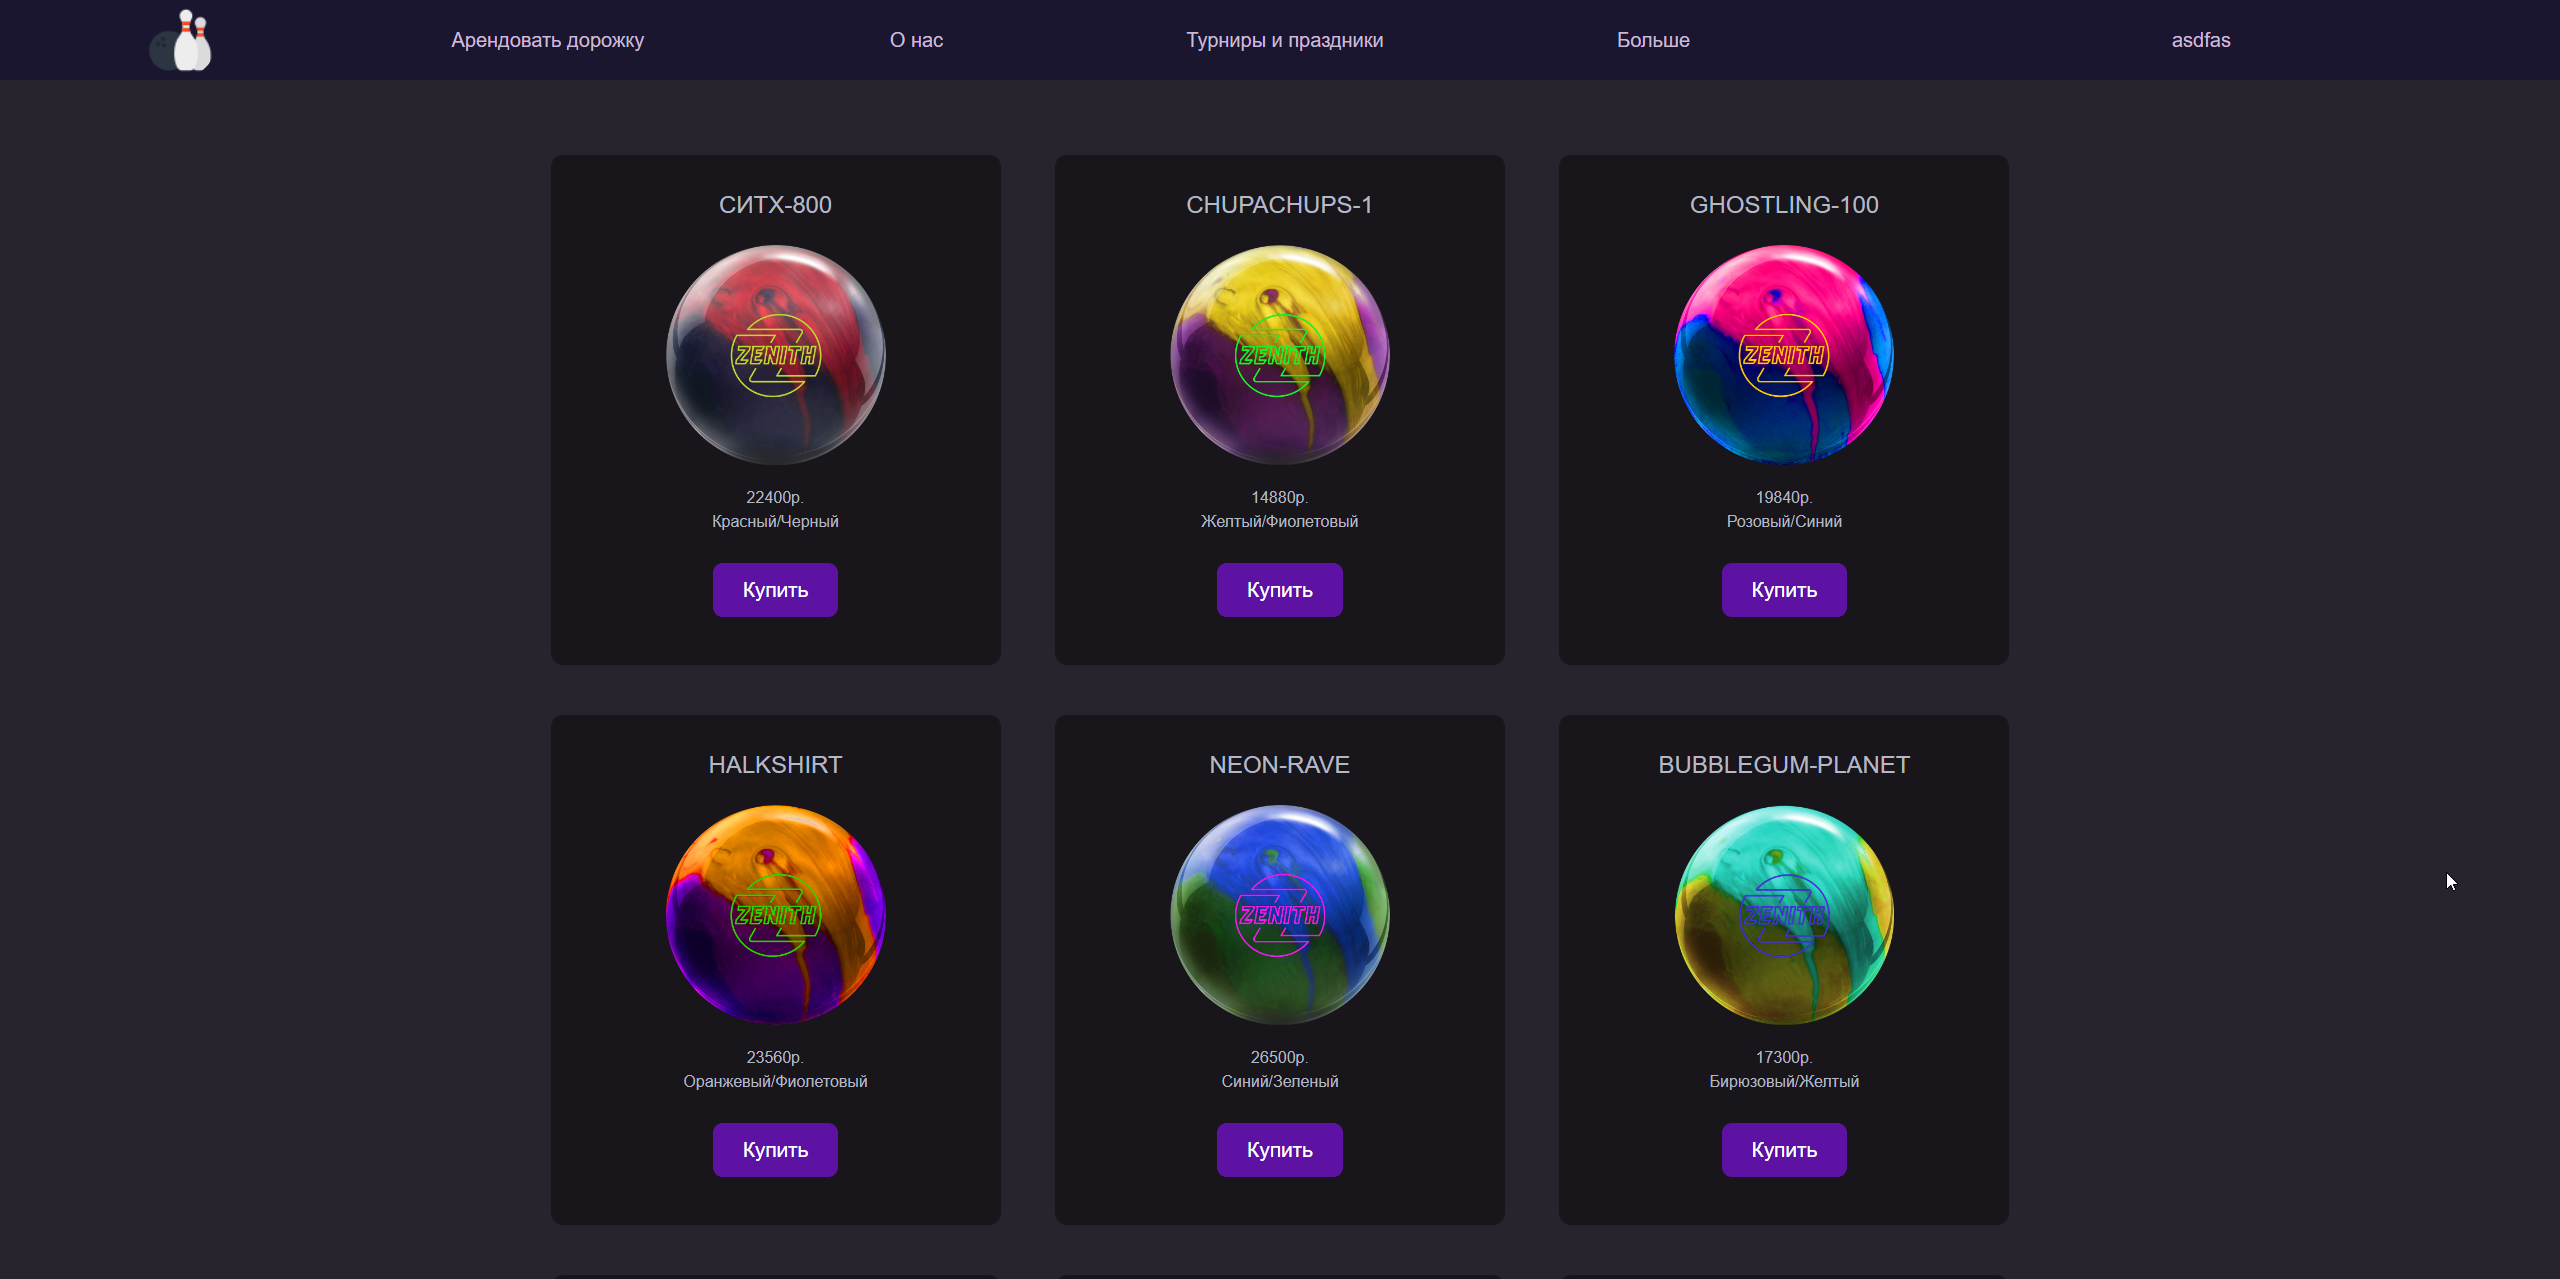 Арендовать дорожку О нас Турниры и праздники Больше asdfas
СИТХ-800 CHUPACHUPS-1 GHOSTLING-100
ZENITH ZENITH ZENITH
22400р. 14880р. 19840р.
Красный/Черный Желтый/Фиолетовый Розовый/Синий
Купить Купить Купить
HALKSHIRT NEON-RAVE BUBBLEGUM-PLANET
ZENITH ZENITH ZENITH
23560р. 26500р. 17300р.
Оранжевый/Фиолетовый Синий/Зеленый Бирюзовый/Желтый
Купить Купить Купить